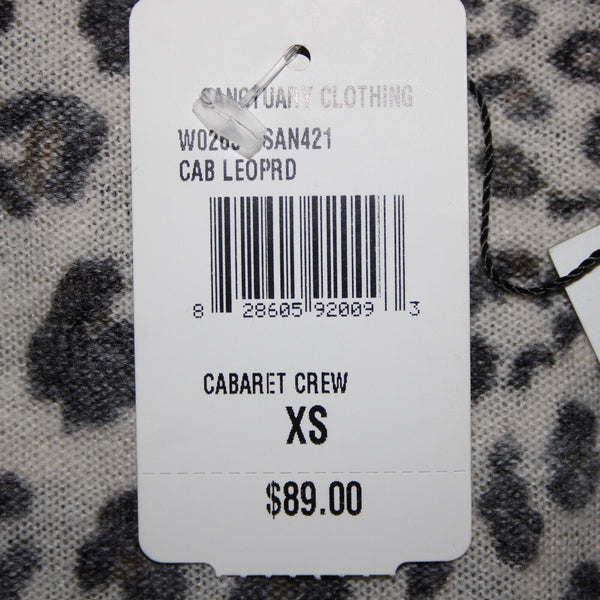 SANCTUARY CLOTHING
SAN421
CAB LEOPRD
8 28605 92009 3
CABARET CREW
XS
$89.00